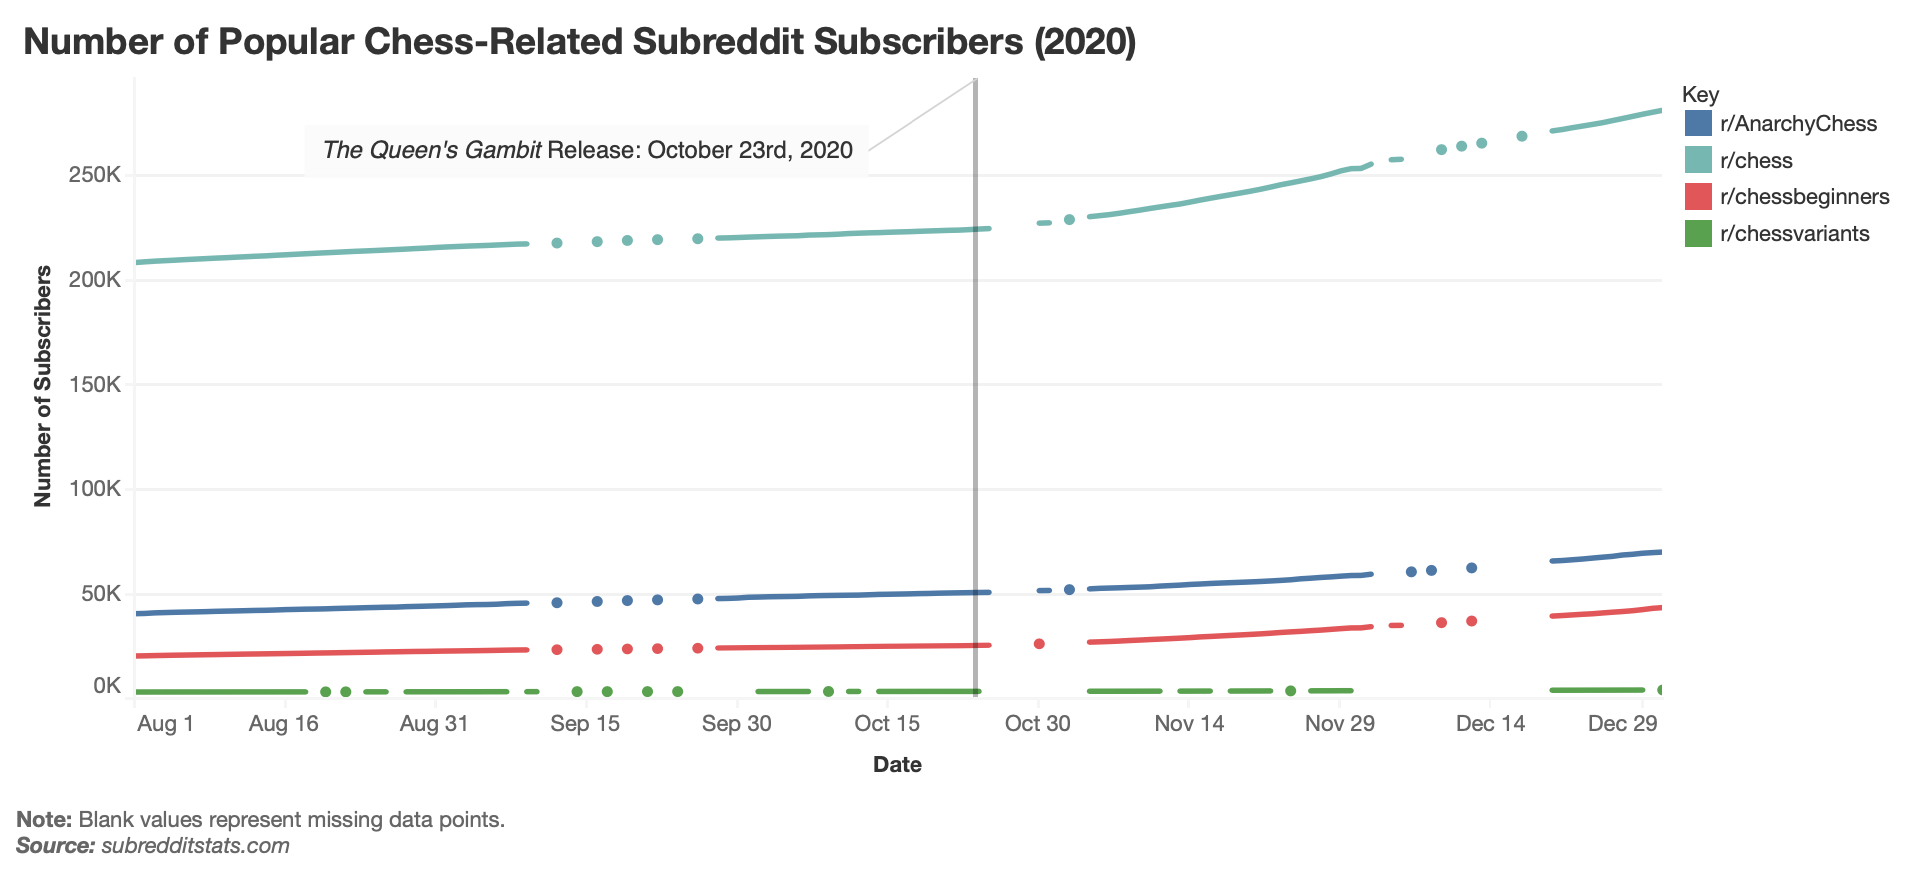 Number of Popular Chess-Related Subreddit Subscribers (2020)
Key
r/AnarchyChess
r/chess
r/chessbeginners
r/chessvariants
The Queen's Gambit Release: October 23rd, 2020
Number of Subscribers
250K
200K
150K
100K
50K
0K
Aug 1 Aug 16 Aug 31 Sep 15 Sep 30 Oct 15 Oct 30 Nov 14 Nov 29 Dec 14 Dec 29
Date
Note: Blank values represent missing data points.
Source: subredditstats.com